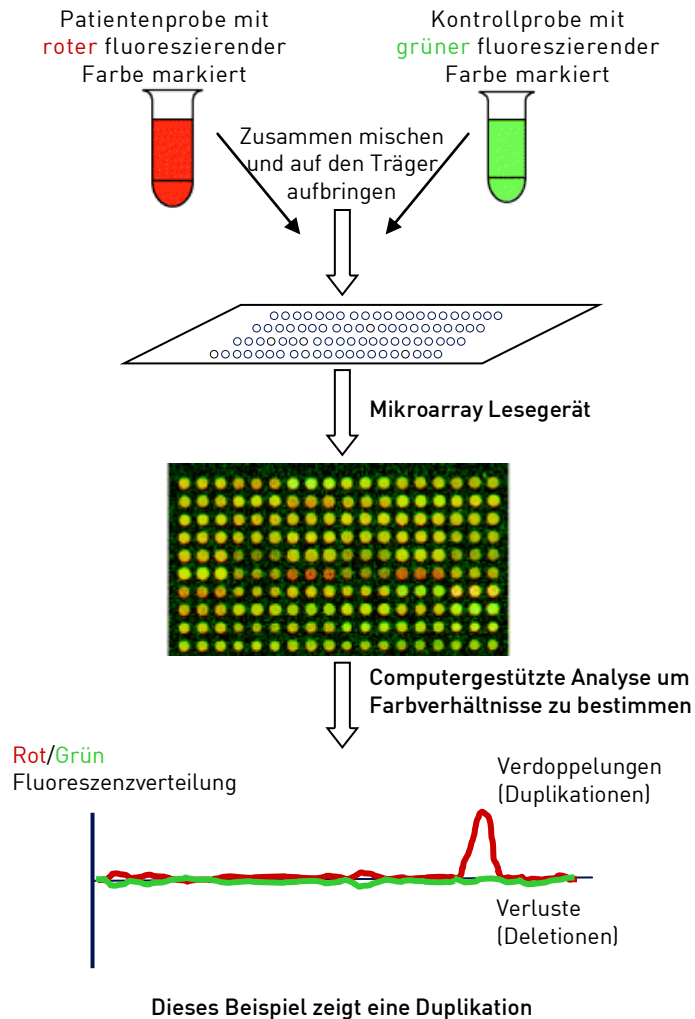 Patientenprobe mit
roter fluoreszierender
Farbe markiert
Kontrollprobe mit
grüner fluoreszierender
Farbe markiert
Zusammen mischen
und auf den Träger
aufbringen
Mikroarray Lesegerät
Computergestützte Analyse um
Farbverhältnisse zu bestimmen
Rot/Grün
Fluoreszenzverteilung
Verdoppelungen
(Duplikationen)
Verluste
(Deletionen)
Dieses Beispiel zeigt eine Duplikation